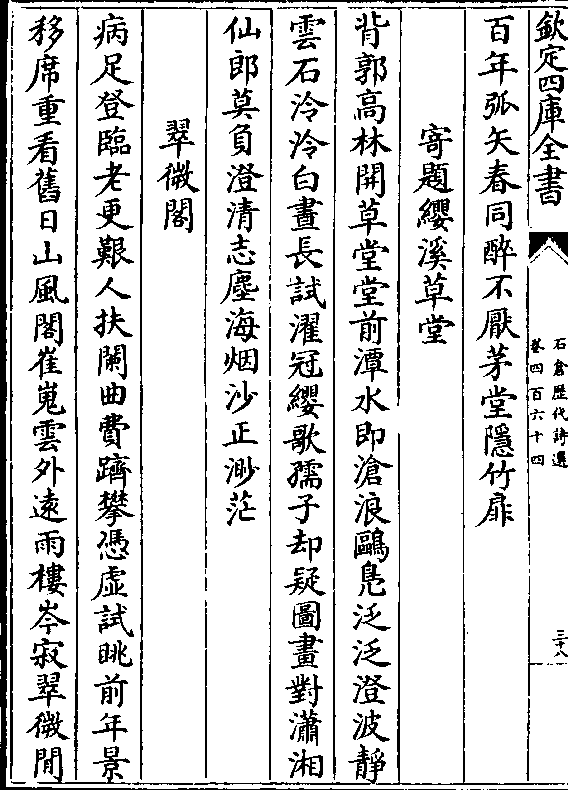 欽定四庫全書
石倉歷代詩選
卷四百六十四
三十八
百年弧矢春同醉不厭茅堂隱竹扉
寄題纓溪草堂
背郭高林開草堂堂前潭水即滄浪鷗鳧泛泛澄波靜
雲石泠泠白晝長試濯冠纓歌孺子却疑圖畫對瀟湘
仙郎莫負澄清志塵海烟沙正渺茫
翠微閣
病足登臨老更艱人扶闌曲費躋攀憑虛試眺前年景
移席重看舊日山風閣崔嵬雲外遠雨樓岑寂翠微間